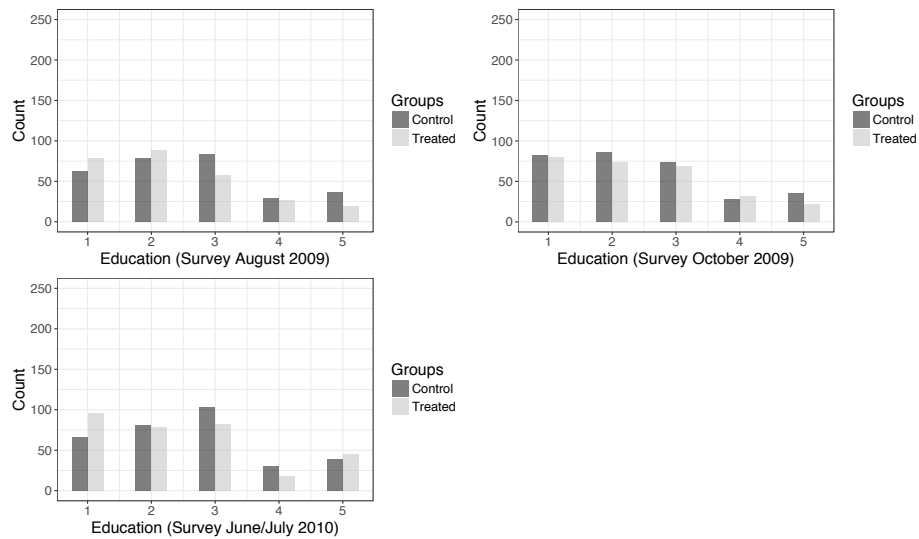 250
200
150
100
50
0
Count
1 2 3 4 5
Education (Survey August 2009)
Groups
Control
Treated
250
200
150
100
50
0
Count
1 2 3 4 5
Education (Survey October 2009)
Groups
Control
Treated
250
200
150
100
50
0
Count
1 2 3 4 5
Education (Survey June/July 2010)
Groups
Control
Treated